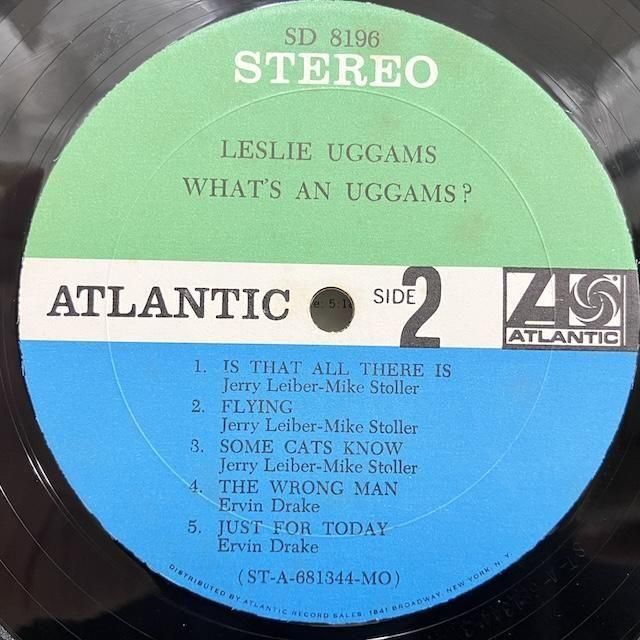 SD 8196
STEREO
LESLIE UGGAMS
WHAT'S AN UGGAMS?
ATLANTIC
SIDE 2
ATLANTIC
1. IS THAT ALL THERE IS
Jerry Leiber-Mike Stoller
2. FLYING
Jerry Leiber-Mike Stoller
3. SOME CATS KNOW
Jerry Leiber-Mike Stoller
4. THE WRONG MAN
Ervin Drake
5. JUST FOR TODAY
Ervin Drake
(ST-A-681344-MO)
DISTRIBUTED BY ATLANTIC RECORD SALES, 1841 BROADWAY, NEW YORK, N.Y.